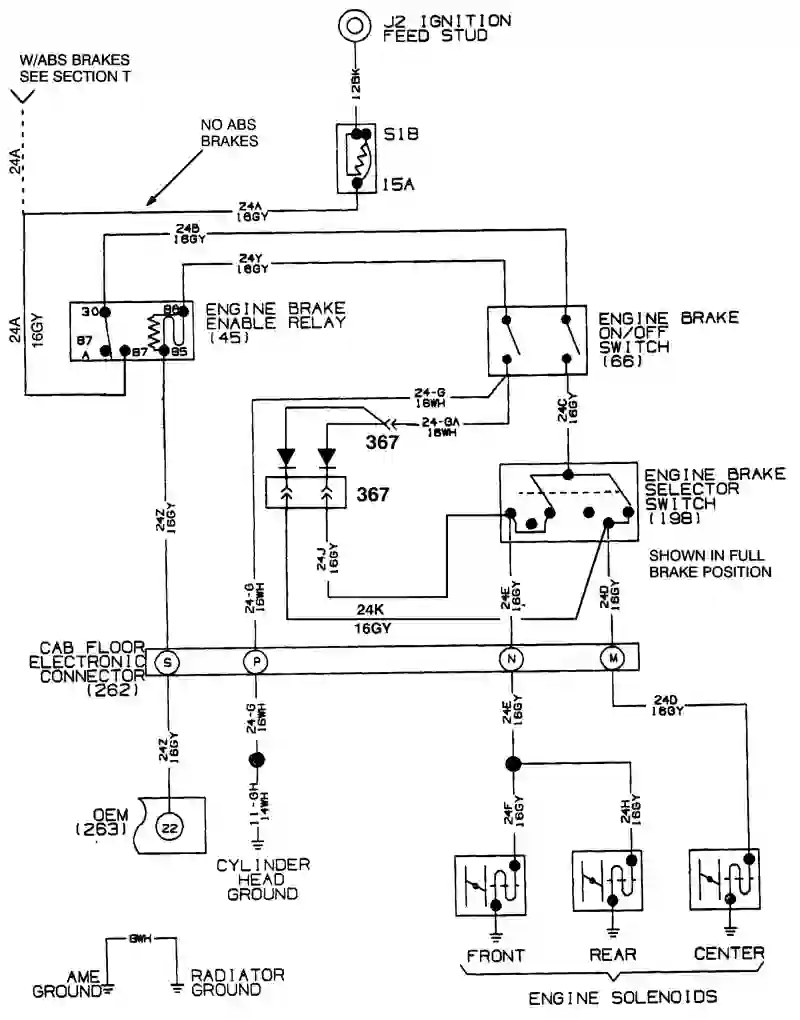 J2 IGNITION
FEED STUD
W/ABS BRAKES
SEE SECTION T
12BK
NO ABS
BRAKES
S1B
15A
24A
24A
16GY
24B
16GY
24Y
16GY
24A
16GY
30
86
87
A
87
85
ENGINE BRAKE
ENABLE RELAY
(45)
ENGINE BRAKE
ON/OFF
SWITCH
(66)
24-G
16WH
24-GA
16WH
367
24C
16GY
367
ENGINE BRAKE
SELECTOR
SWITCH
(198)
SHOWN IN FULL
BRAKE POSITION
24Z
16GY
24J
16GY
24-G
16WH
24K
16GY
24E
16GY
24D
16GY
CAB FLOOR
ELECTRONIC
CONNECTOR
(262)
S
P
N
M
24Z
16GY
24-G
16WH
24E
16GY
24D
16GY
OEM
(263)
22
11-GH
14WH
CYLINDER
HEAD
GROUND
24F
16GY
24H
16GY
FRONT
REAR
CENTER
ENGINE SOLENOIDS
8WH
AME
GROUND
RADIATOR
GROUND